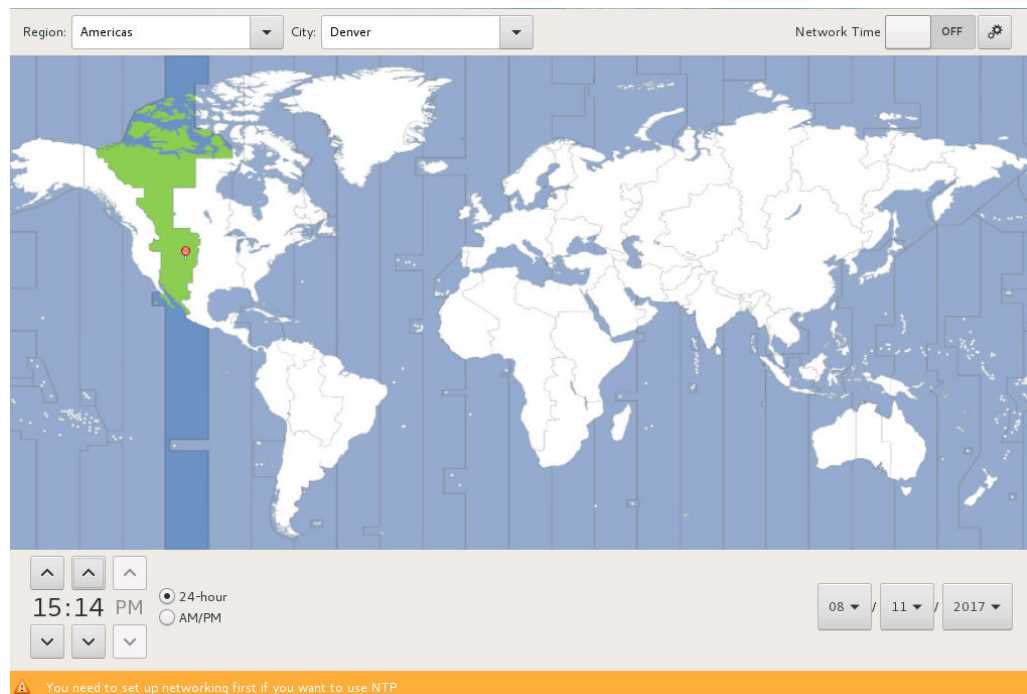 Region: Americas City: Denver Network Time OFF
15:14 PM
24-hour
AM/PM
08 / 11 / 2017
You need to set up networking first if you want to use NTP